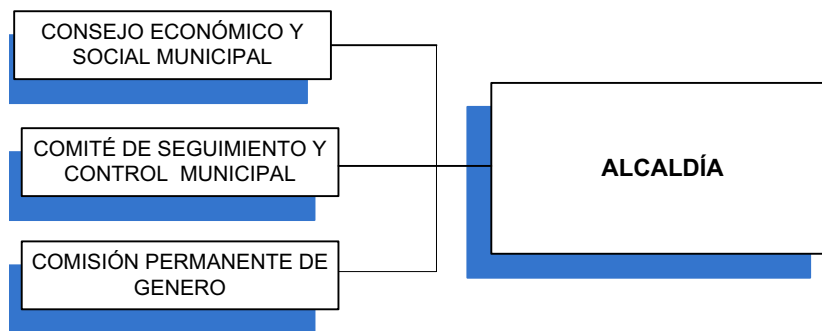 CONSEJO ECONÓMICO Y
SOCIAL MUNICIPAL
COMITÉ DE SEGUIMIENTO Y
CONTROL MUNICIPAL
COMISIÓN PERMANENTE DE
GENERO
ALCALDÍA